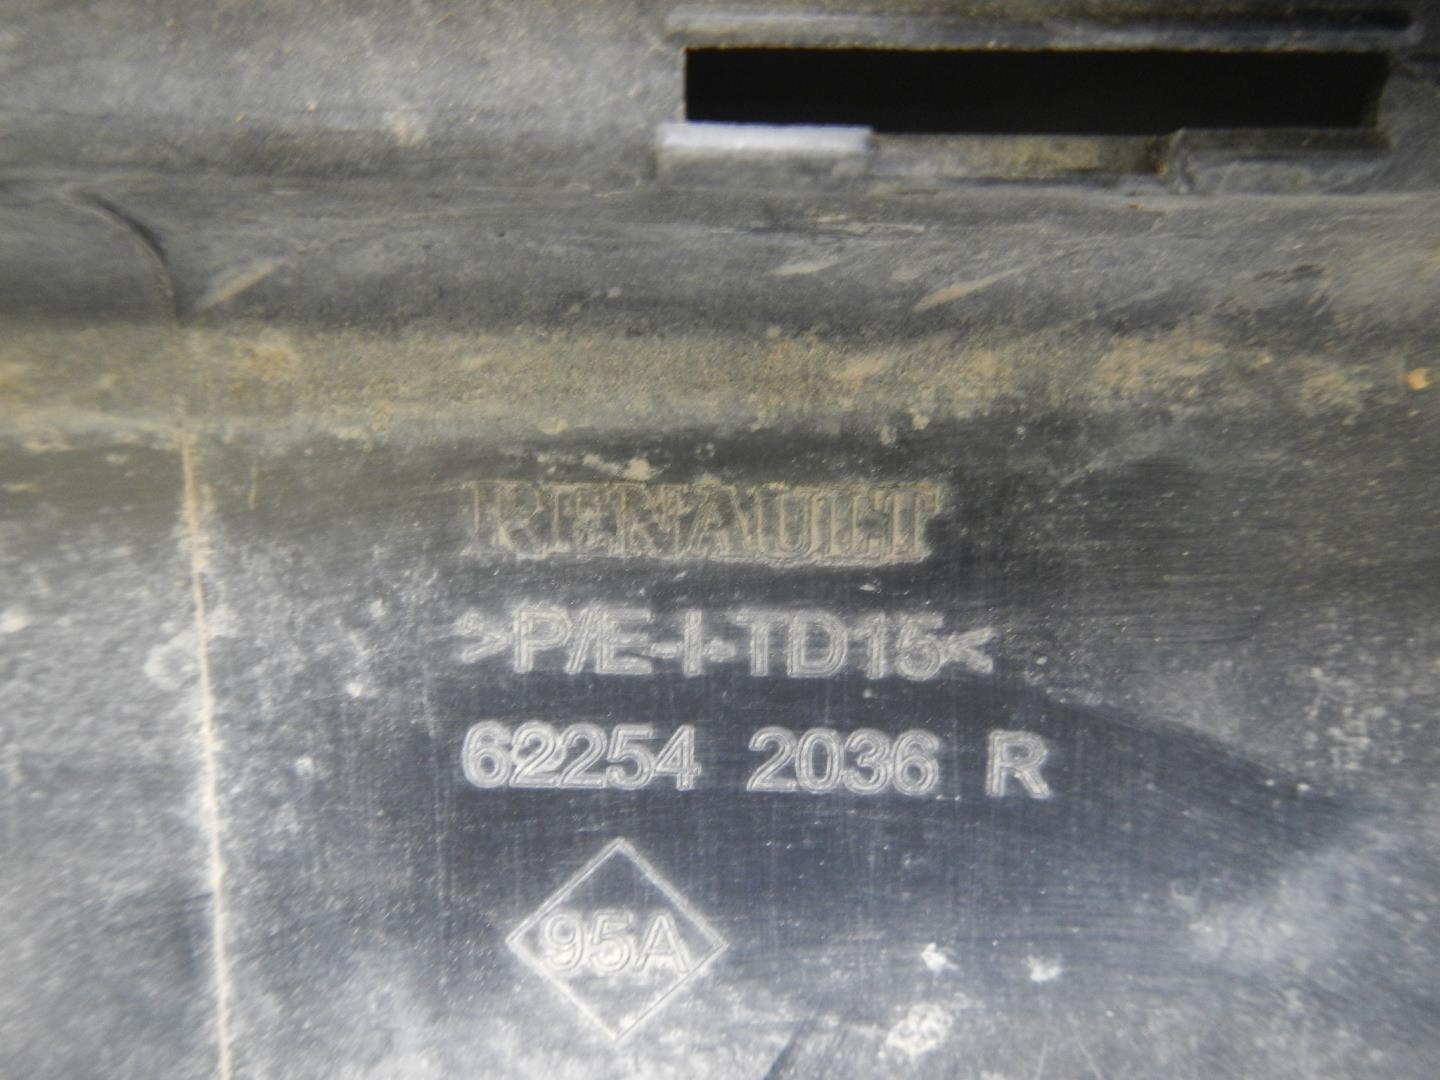 RENAULT
>P/E-I-TD15<
62254 2036 R
95A